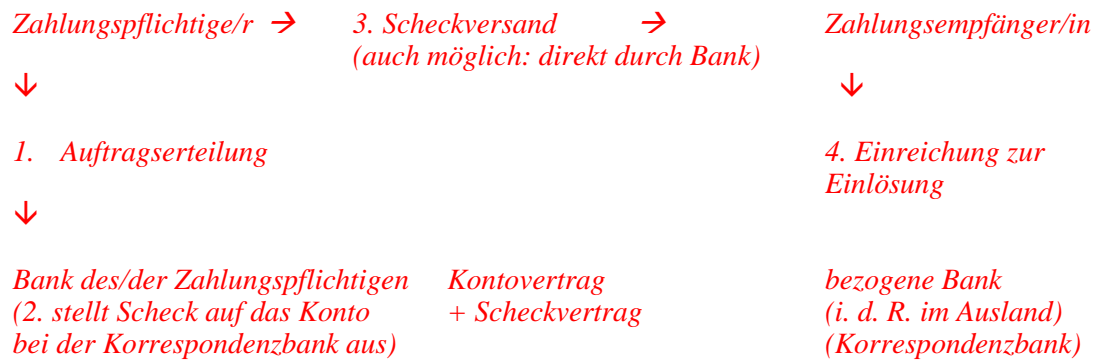 Zahlungspflichtige/r → 3. Scheckversand → Zahlungsempfänger/in
(auch möglich: direkt durch Bank)
↓ ↓
1. Auftragserteilung 4. Einreichung zur
Einlösung
↓
Bank des/der Zahlungspflichtigen Kontovertrag bezogene Bank
(2. stellt Scheck auf das Konto + Scheckvertrag (i. d. R. im Ausland)
bei der Korrespondenzbank aus) (Korrespondenzbank)